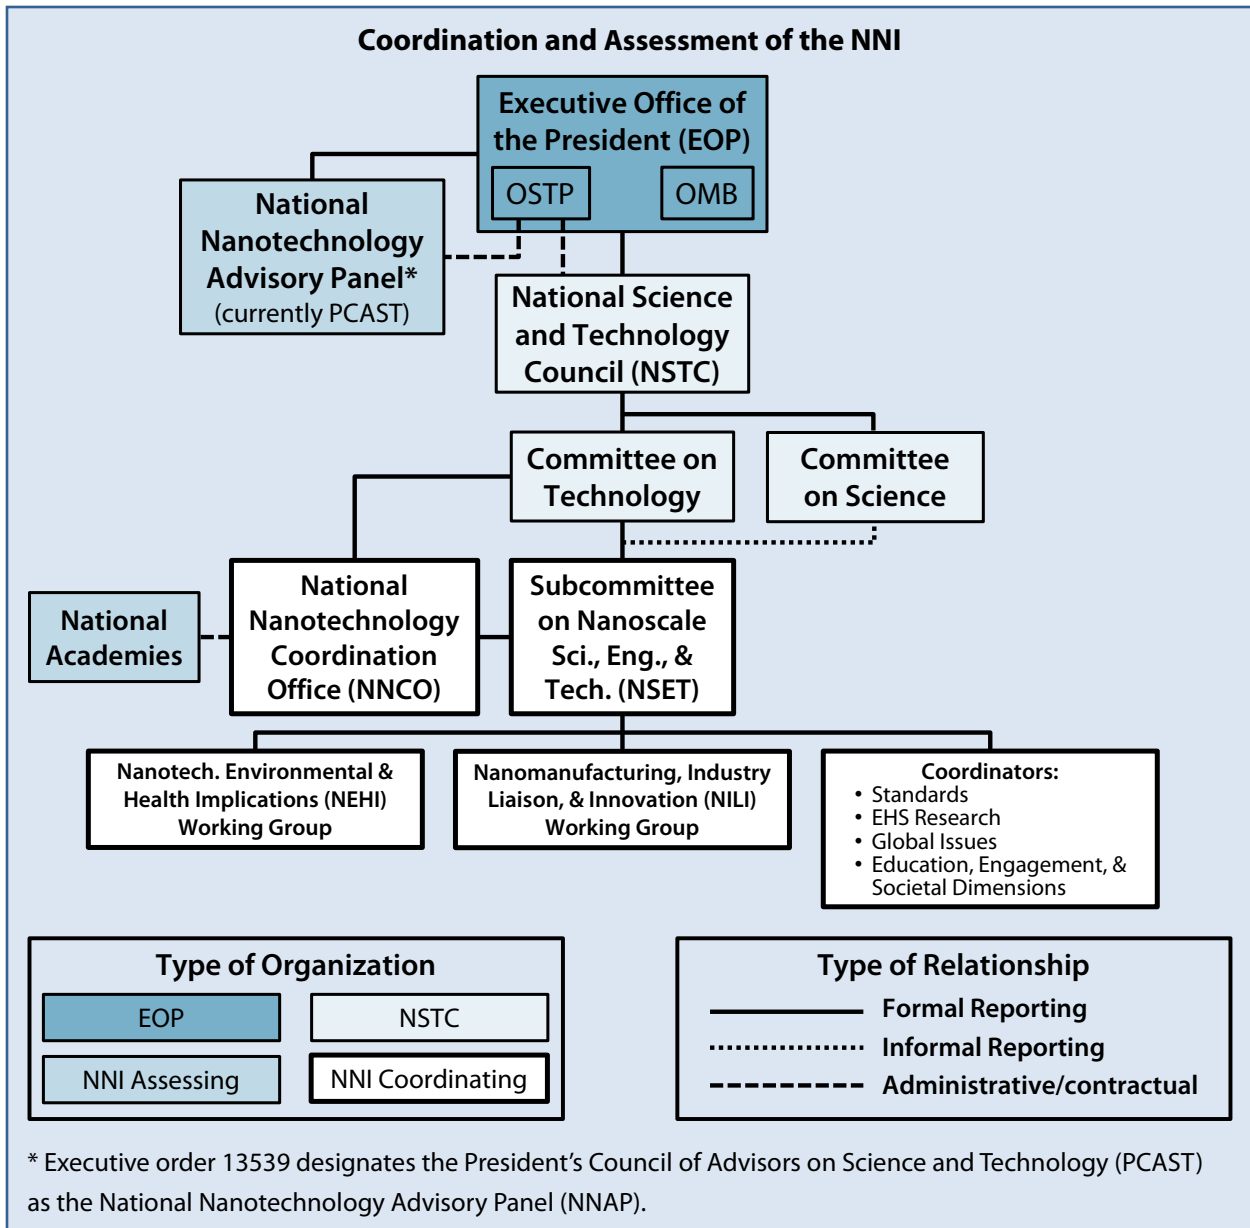 Coordination and Assessment of the NNI
Executive Office of
the President (EOP)
OSTP
OMB
National
Nanotechnology
Advisory Panel*
(currently PCAST)
National Science
and Technology
Council (NSTC)
Committee on
Technology
Committee
on Science
National
Academies
National
Nanotechnology
Coordination
Office (NNCO)
Subcommittee
on Nanoscale
Sci., Eng., &
Tech. (NSET)
Nanotech. Environmental &
Health Implications (NEHI)
Working Group
Nanomanufacturing, Industry
Liaison, & Innovation (NILI)
Working Group
Coordinators:
• Standards
• EHS Research
• Global Issues
• Education, Engagement, &
Societal Dimensions
Type of Organization
EOP
NSTC
NNI Assessing
NNI Coordinating
Type of Relationship
Formal Reporting
Informal Reporting
Administrative/contractual
* Executive order 13539 designates the President’s Council of Advisors on Science and Technology (PCAST)
as the National Nanotechnology Advisory Panel (NNAP).